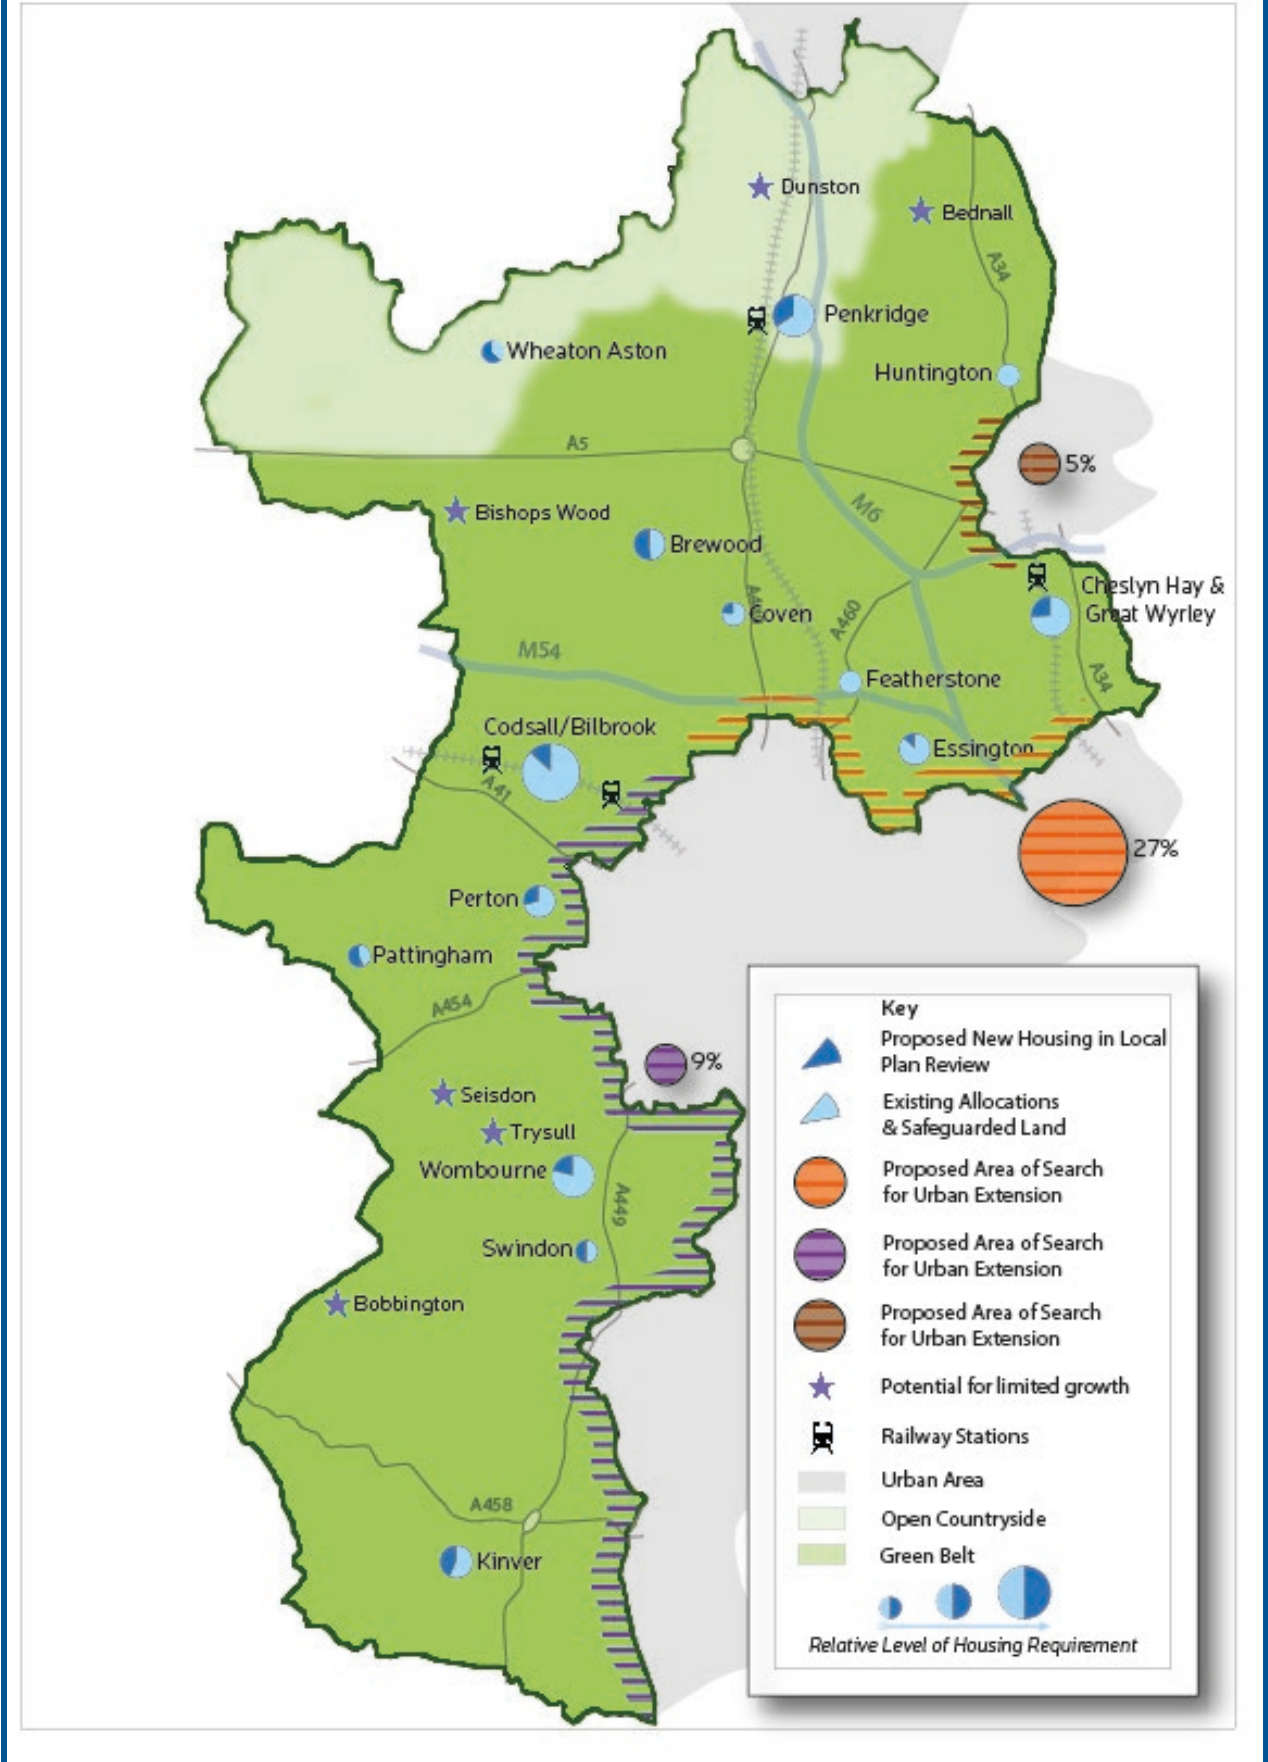 Dunston
Bednall
A34
Penkridge
Wheaton Aston
Huntington
A5
5%
Bishops Wood
M6
Brewood
Cheslyn Hay &
Great Wyrley
Coven
A460
M54
Featherstone
A34
Codsall/Bilbrook
Essington
A41
27%
Perton
Pattingham
A454
9%
Seisdon
Trysull
Wombourne
A449
Swindon
Bobbington
A458
Kinver
Key
Proposed New Housing in Local
Plan Review
Existing Allocations
& Safeguarded Land
Proposed Area of Search
for Urban Extension
Proposed Area of Search
for Urban Extension
Proposed Area of Search
for Urban Extension
Potential for limited growth
Railway Stations
Urban Area
Open Countryside
Green Belt
Relative Level of Housing Requirement